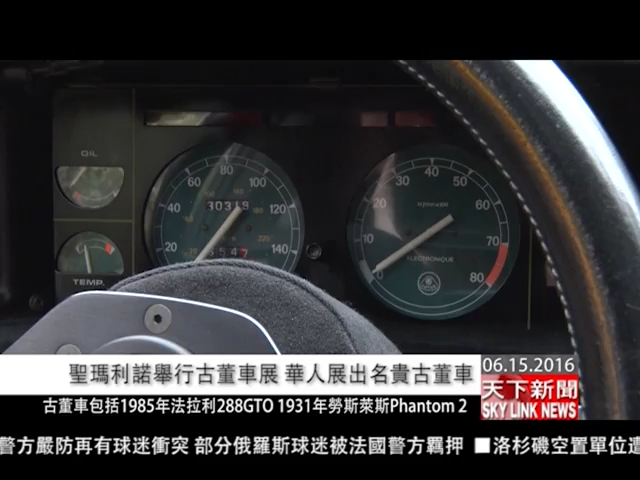 OIL
TEMP.
20 40 60 80 100 120 140
30319
0 10 20 30 40 50 60 70 80
ELECTRONIQUE
聖瑪利諾舉行古董車展 華人展出名貴古董車
06.15.2016
古董車包括1985年法拉利288GTO 1931年勞斯萊斯Phantom 2
天下新聞
SKY LINK NEWS
警方嚴防再有球迷衝突 部分俄羅斯球迷被法國警方羈押 ■洛杉磯空置單位遭